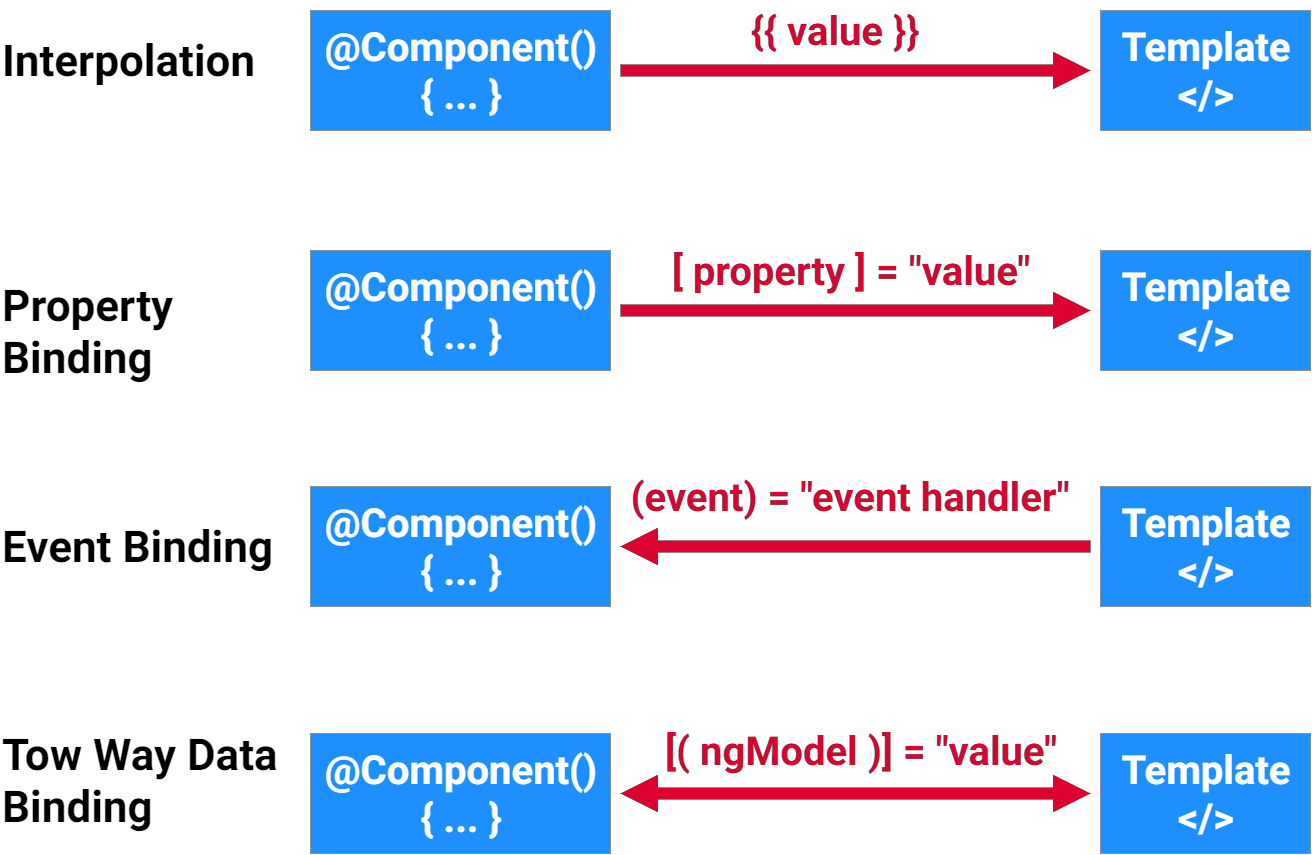 Interpolation
@Component()
{ ... }
{{ value }}
Template
</>
Property
Binding
@Component()
{ ... }
[ property ] = "value"
Template
</>
Event Binding
@Component()
{ ... }
(event) = "event handler"
Template
</>
Tow Way Data
Binding
@Component()
{ ... }
[( ngModel )] = "value"
Template
</>